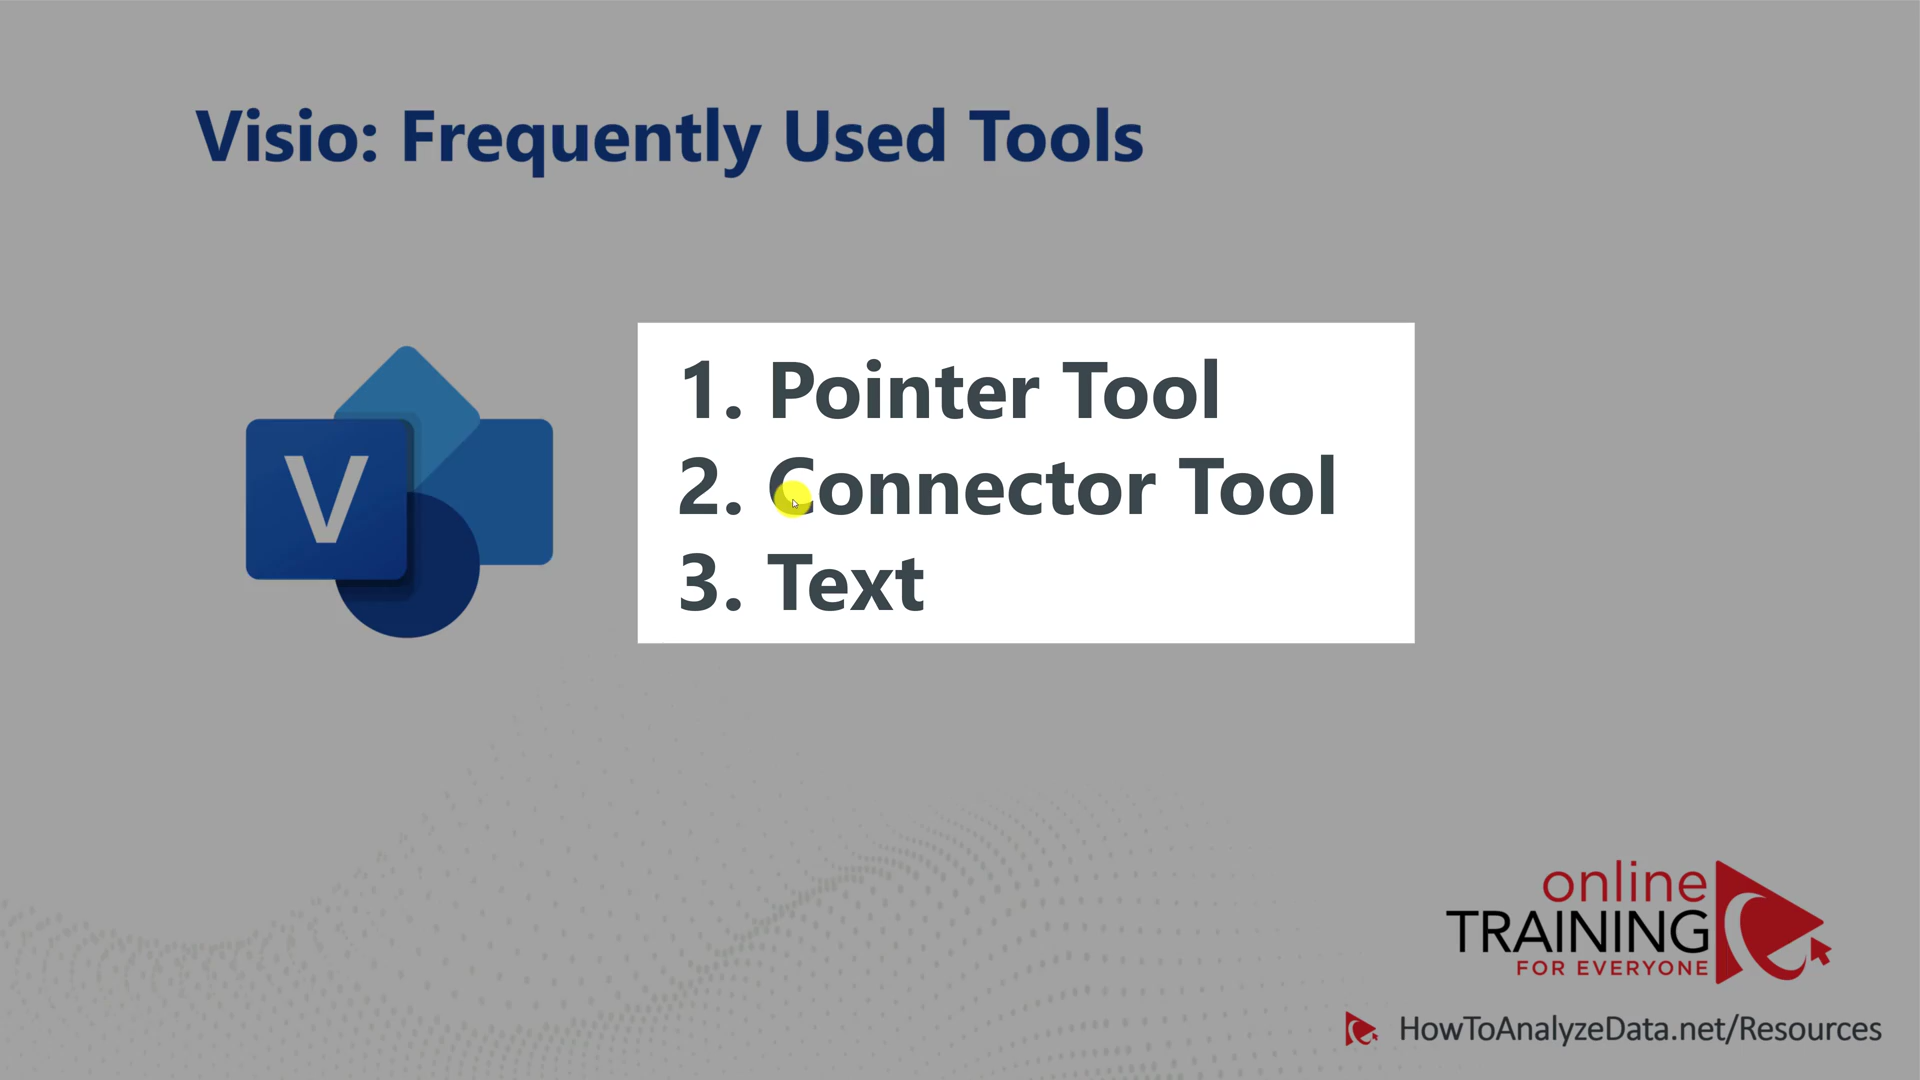 Visio: Frequently Used Tools
V
1. Pointer Tool
2. Connector Tool
3. Text
online
TRAINING
FOR EVERYONE
HowToAnalyzeData.net/Resources